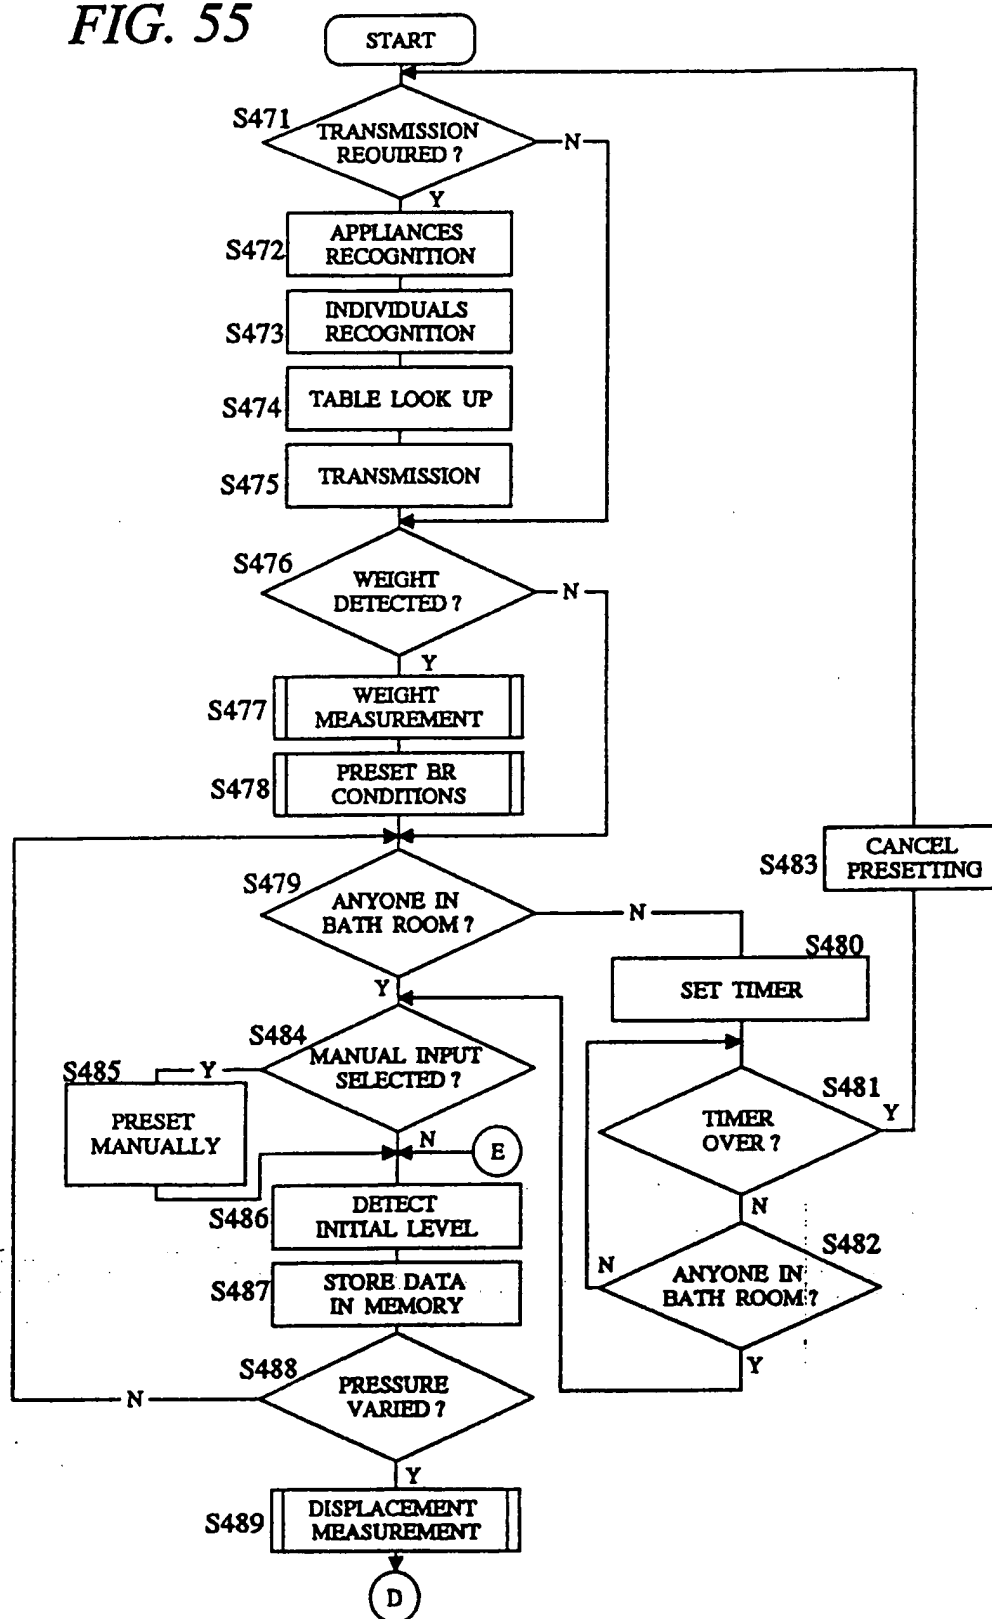 FIG. 55
START
S471
TRANSMISSION
REQUIRED ?
N
Y
S472
APPLIANCES
RECOGNITION
S473
INDIVIDUALS
RECOGNITION
S474
TABLE LOOK UP
S475
TRANSMISSION
S476
WEIGHT
DETECTED ?
N
Y
S477
WEIGHT
MEASUREMENT
S478
PRESET BR
CONDITIONS
S483
CANCEL
PRESETTING
S479
ANYONE IN
BATH ROOM ?
N
Y
S480
SET TIMER
S484
MANUAL INPUT
SELECTED ?
Y
N
S485
PRESET
MANUALLY
E
S481
TIMER
OVER ?
Y
N
S486
DETECT
INITIAL LEVEL
S482
ANYONE IN
BATH ROOM ?
N
Y
S487
STORE DATA
IN MEMORY
S488
PRESSURE
VARIED ?
N
Y
S489
DISPLACEMENT
MEASUREMENT
D